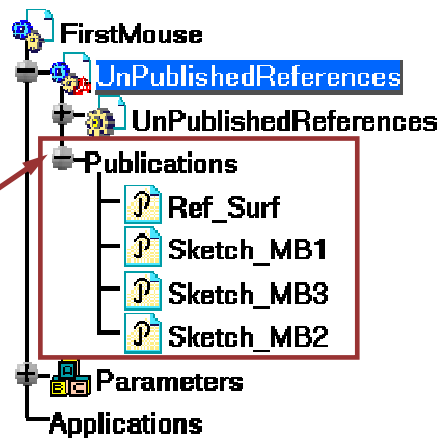 FirstMouse
UnPublishedReferences
UnPublishedReferences
Publications
Ref_Surf
Sketch_MB1
Sketch_MB3
Sketch_MB2
Parameters
Applications